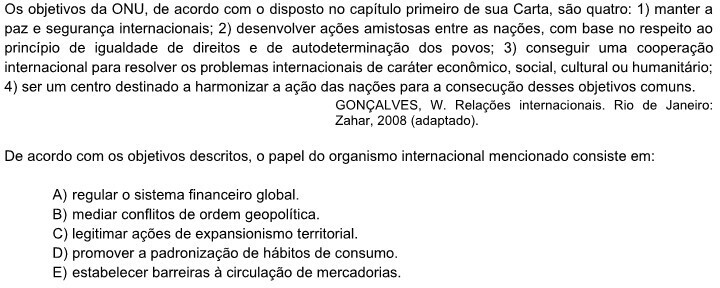 Os objetivos da ONU, de acordo com o disposto no capítulo primeiro de sua Carta, são quatro: 1) manter a
paz e segurança internacionais; 2) desenvolver ações amistosas entre as nações, com base no respeito ao
princípio de igualdade de direitos e de autodeterminação dos povos; 3) conseguir uma cooperação
internacional para resolver os problemas internacionais de caráter econômico, social, cultural ou humanitário;
4) ser um centro destinado a harmonizar a ação das nações para a consecução desses objetivos comuns.
GONÇALVES, W. Relações internacionais. Rio de Janeiro:
Zahar, 2008 (adaptado).
De acordo com os objetivos descritos, o papel do organismo internacional mencionado consiste em:
A) regular o sistema financeiro global.
B) mediar conflitos de ordem geopolítica.
C) legitimar ações de expansionismo territorial.
D) promover a padronização de hábitos de consumo.
E) estabelecer barreiras à circulação de mercadorias.